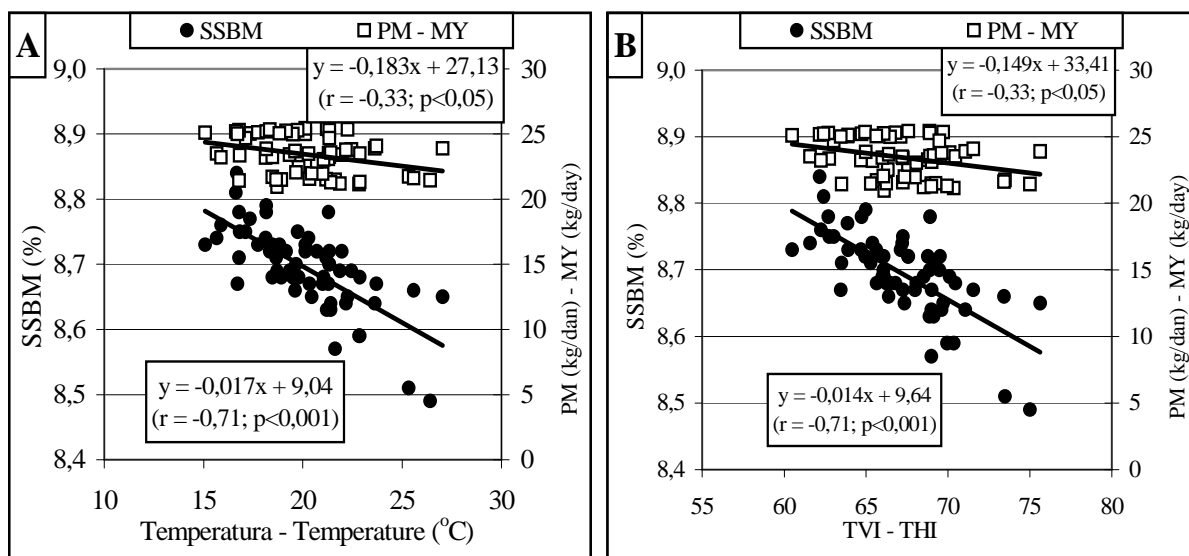 A
SSBM PM - MY
y = -0,183x + 27,13
(r = -0,33; p<0,05)
9,0
8,9
8,8
8,7
8,6
8,5
8,4
SSBM (%)
30
25
20
15
10
5
0
PM (kg/dan) - MY (kg/day)
y = -0,017x + 9,04
(r = -0,71; p<0,001)
10 15 20 25 30
Temperatura - Temperature (°C)
B
SSBM PM - MY
y = -0,149x + 33,41
(r = -0,33; p<0,05)
9,0
8,9
8,8
8,7
8,6
8,5
8,4
SSBM (%)
30
25
20
15
10
5
0
PM (kg/dan) - MY (kg/day)
y = -0,014x + 9,64
(r = -0,71; p<0,001)
55 60 65 70 75 80
TVI - THI